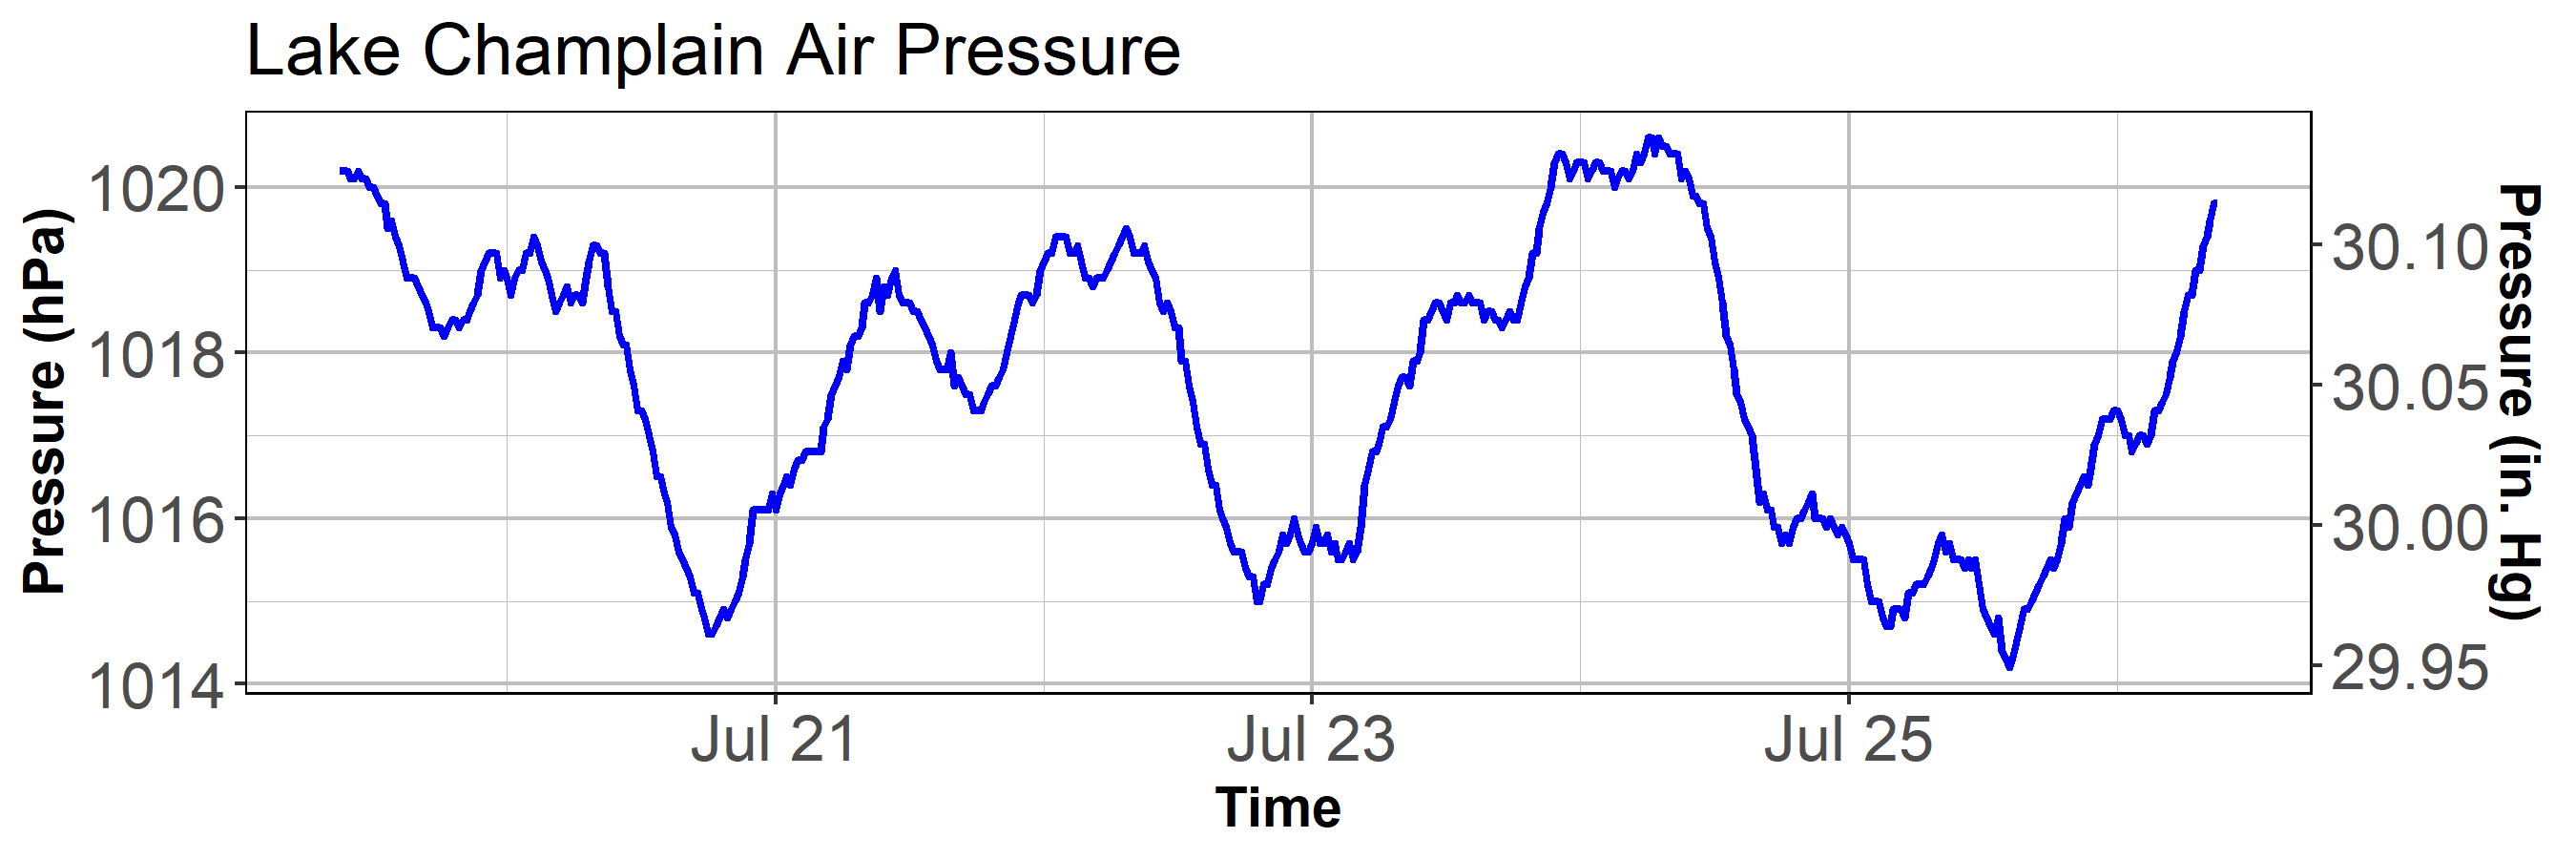 Lake Champlain Air Pressure
Pressure (hPa)
1020
1018
1016
1014
30.10
30.05
30.00
29.95
Pressure (in. Hg)
Jul 21
Jul 23
Jul 25
Time